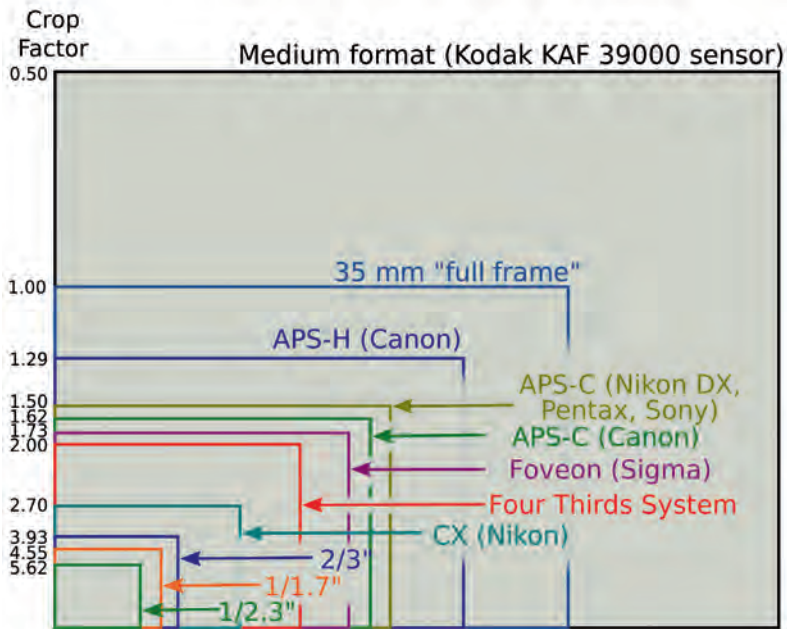 Crop
Factor
Medium format (Kodak KAF 39000 sensor)
0.50
35 mm "full frame"
1.00
APS-H (Canon)
1.29
APS-C (Nikon DX,
Pentax, Sony)
1.50
1.62
APS-C (Canon)
1.73
2.00
Foveon (Sigma)
Four Thirds System
2.70
CX (Nikon)
3.93
2/3"
4.55
5.62
1/1.7"
1/2.3"